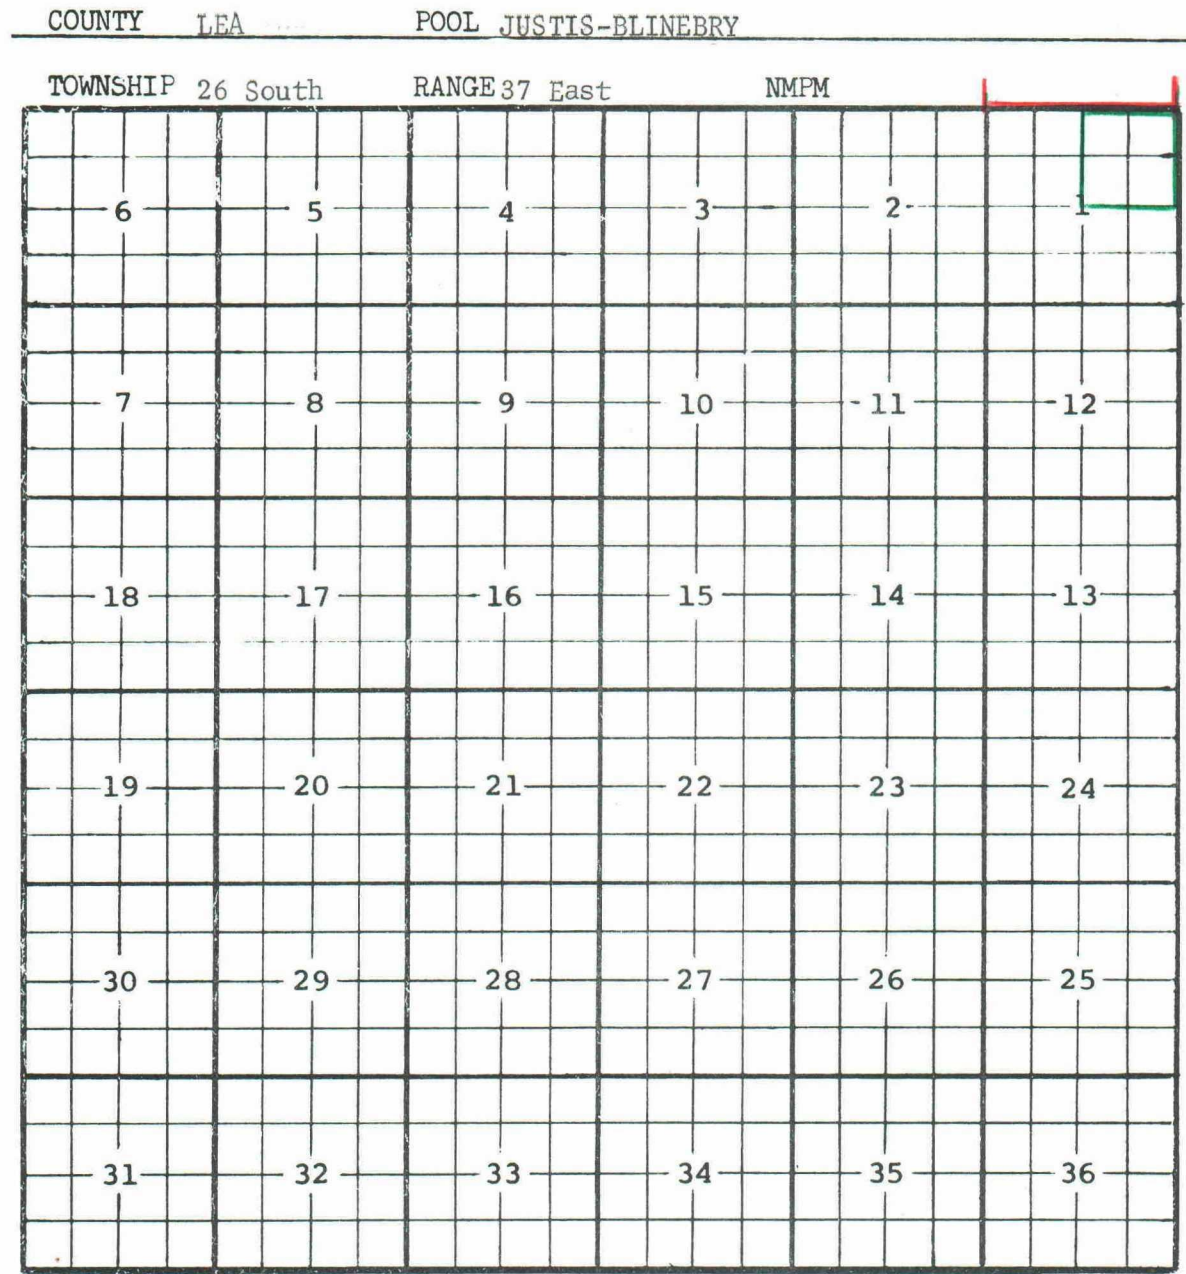 COUNTY LEA POOL JUSTIS-BLINEBRY
TOWNSHIP 26 South RANGE 37 East NMPM
6 5 4 3 2 1
7 8 9 10 11 12
18 17 16 15 14 13
19 20 21 22 23 24
30 29 28 27 26 25
31 32 33 34 35 36